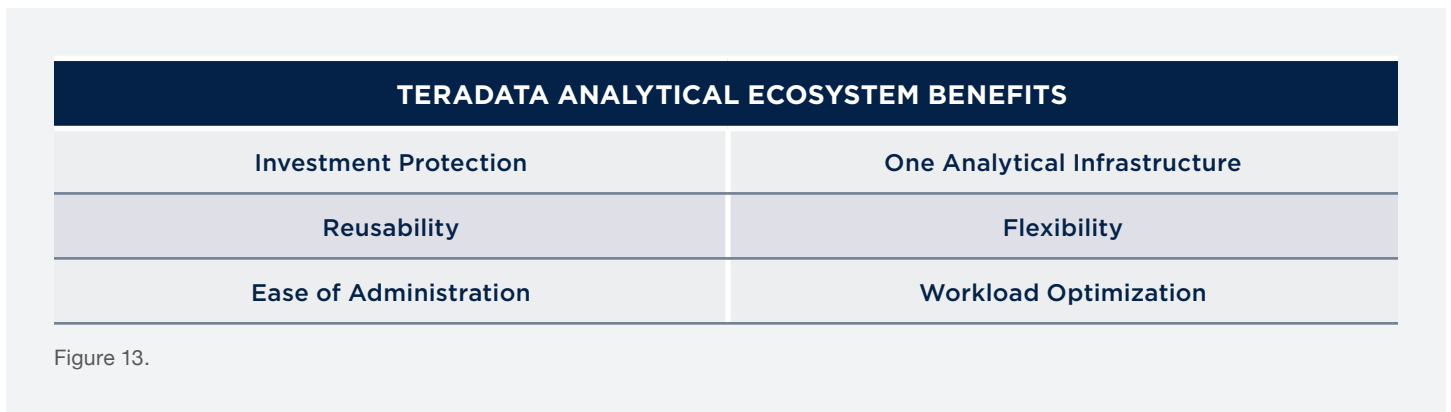 TERADATA ANALYTICAL ECOSYSTEM BENEFITS
Investment Protection
One Analytical Infrastructure
Reusability
Flexibility
Ease of Administration
Workload Optimization
Figure 13.